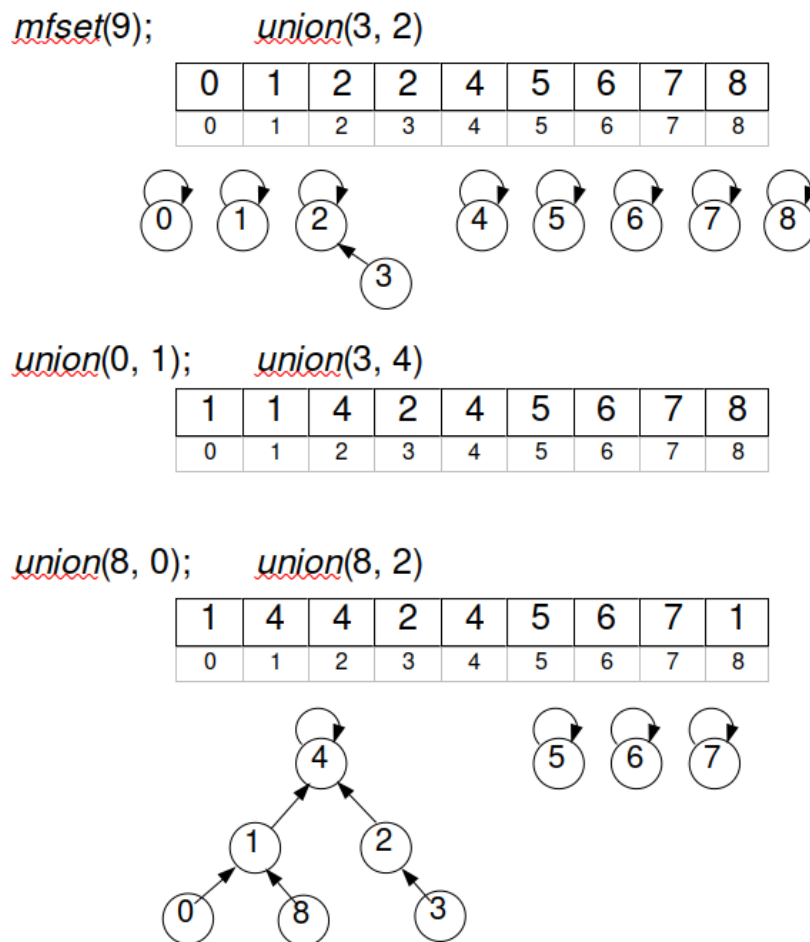 mfset(9); union(3, 2)
0 1 2 2 4 5 6 7 8
0 1 2 3 4 5 6 7 8
0 1 2 4 5 6 7 8
3
union(0, 1); union(3, 4)
1 1 4 2 4 5 6 7 8
0 1 2 3 4 5 6 7 8
union(8, 0); union(8, 2)
1 4 4 2 4 5 6 7 1
0 1 2 3 4 5 6 7 8
4 5 6 7
1 2
0 8 3